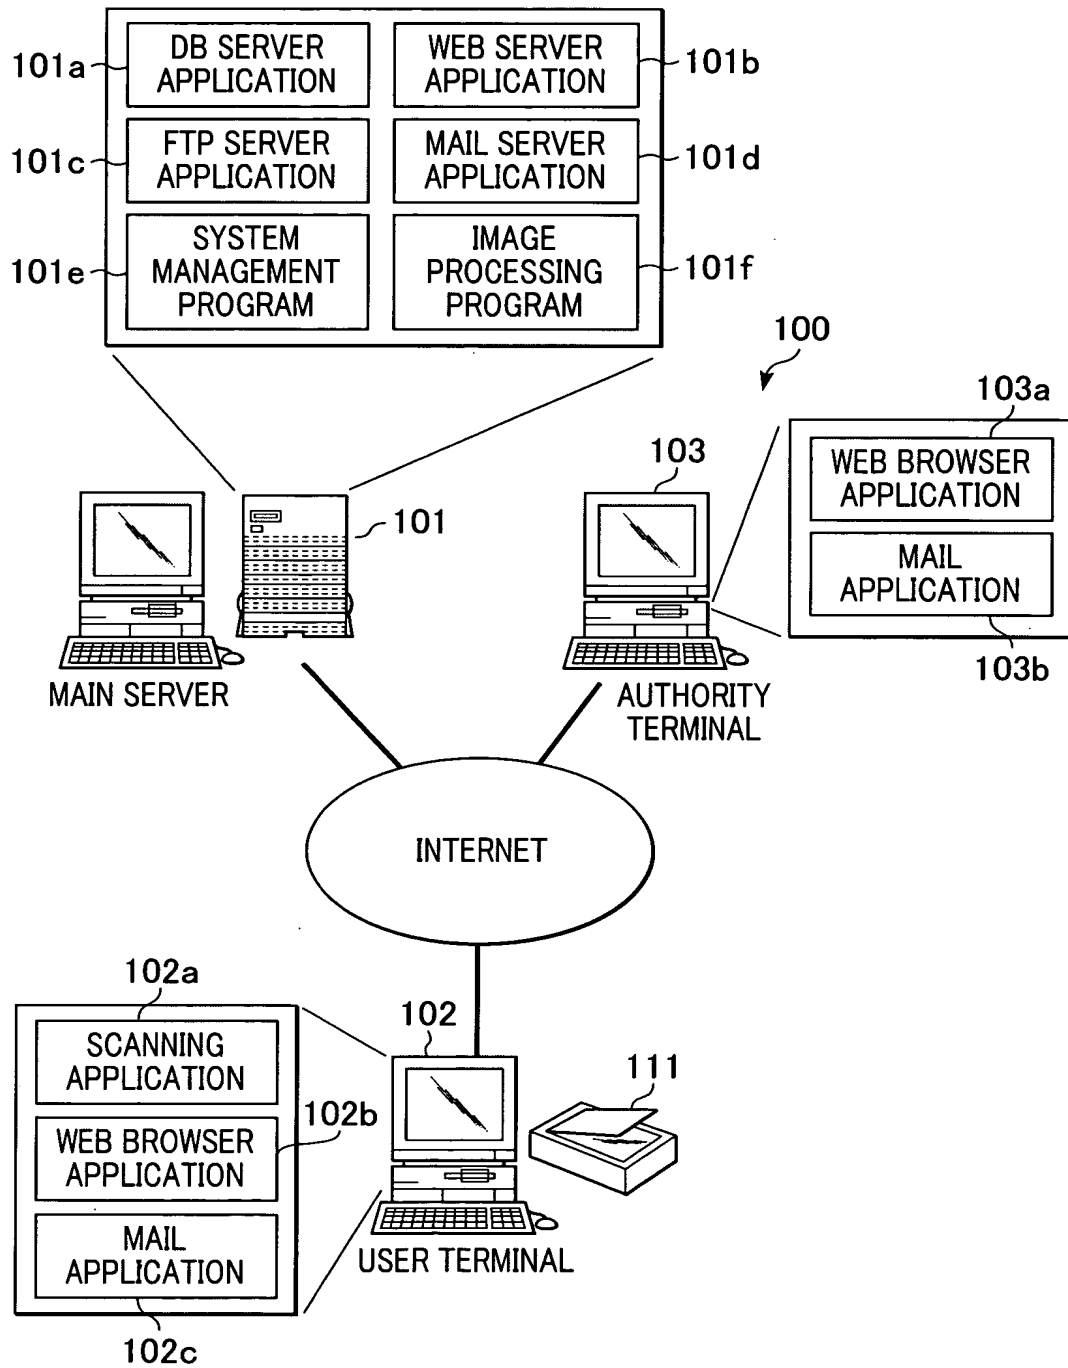 DB SERVER
APPLICATION
101a
WEB SERVER
APPLICATION
101b
FTP SERVER
APPLICATION
101c
MAIL SERVER
APPLICATION
101d
SYSTEM
MANAGEMENT
PROGRAM
101e
IMAGE
PROCESSING
PROGRAM
101f
100
103a
WEB BROWSER
APPLICATION
MAIL
APPLICATION
103b
103
101
MAIN SERVER
AUTHORITY
TERMINAL
INTERNET
102a
SCANNING
APPLICATION
102b
WEB BROWSER
APPLICATION
MAIL
APPLICATION
102c
102
111
USER TERMINAL